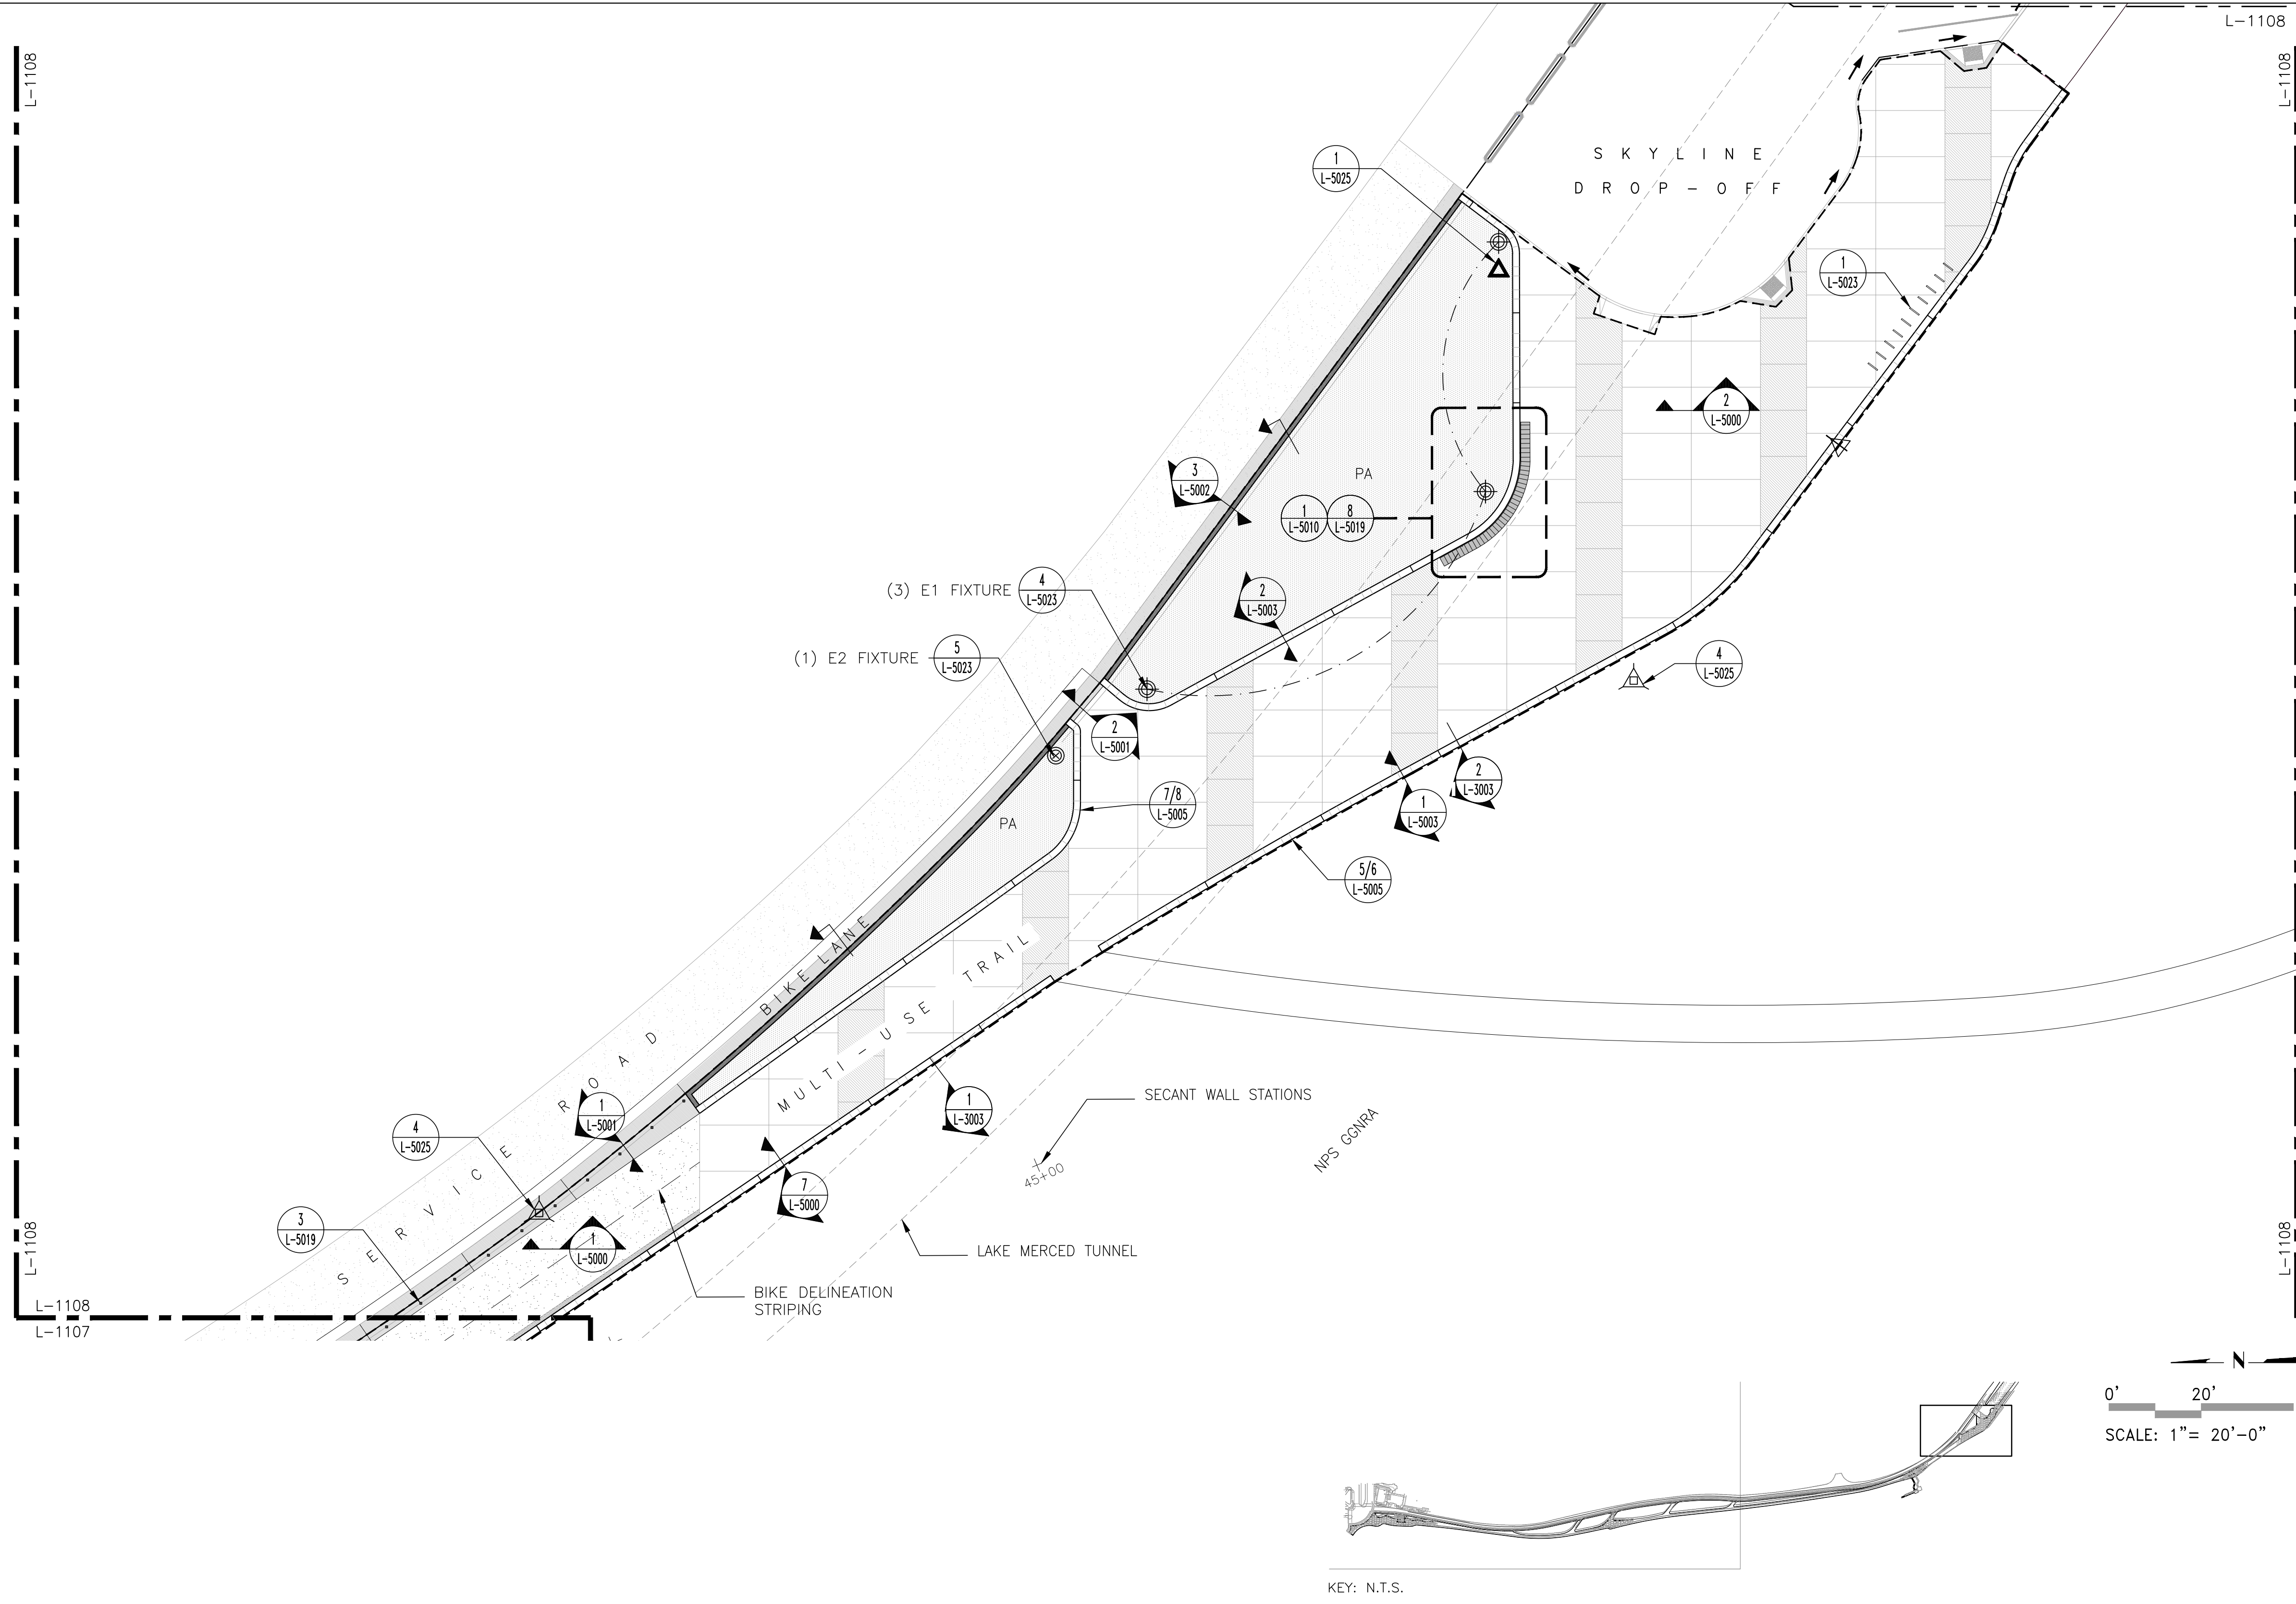 L-1108
L-1108
L-1108
SKYLINE
DROP-OFF
1
L-5025
1
L-5023
2
L-5000
3
L-5002
PA
1
L-5010
8
L-5019
(3) E1 FIXTURE
4
L-5023
2
L-5003
(1) E2 FIXTURE
5
L-5023
4
L-5025
2
L-5001
2
L-3003
7/8
L-5005
1
L-5003
PA
5/6
L-5005
BIKE LANE
MULTI-USE TRAIL
SERVICE ROAD
1
L-5001
1
L-3003
SECANT WALL STATIONS
45+00
NPS GGNRA
4
L-5025
7
L-5000
3
L-5019
1
L-5000
LAKE MERCED TUNNEL
BIKE DELINEATION
STRIPING
L-1108
L-1108
L-1108
L-1107
N
0' 20'
SCALE: 1"= 20'-0"
KEY: N.T.S.